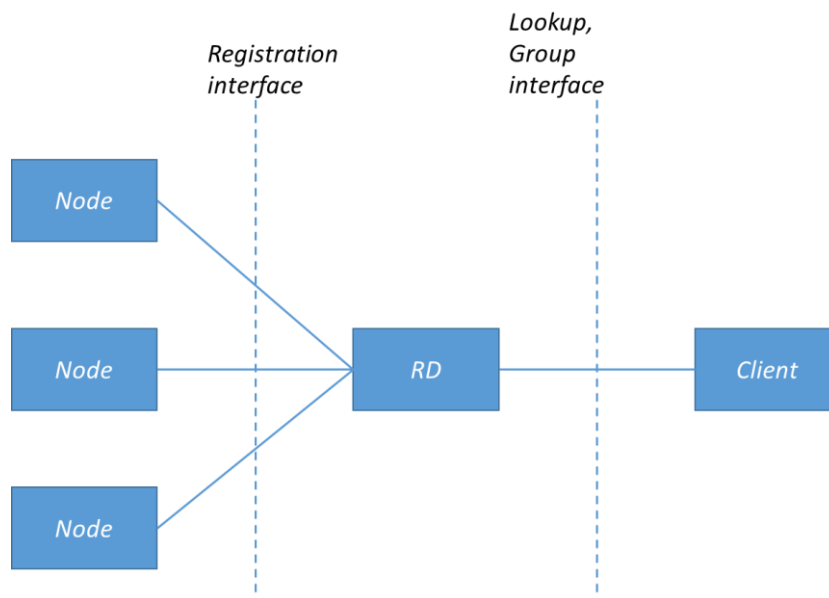 Registration
interface
Lookup,
Group
interface
Node
Node
RD
Client
Node